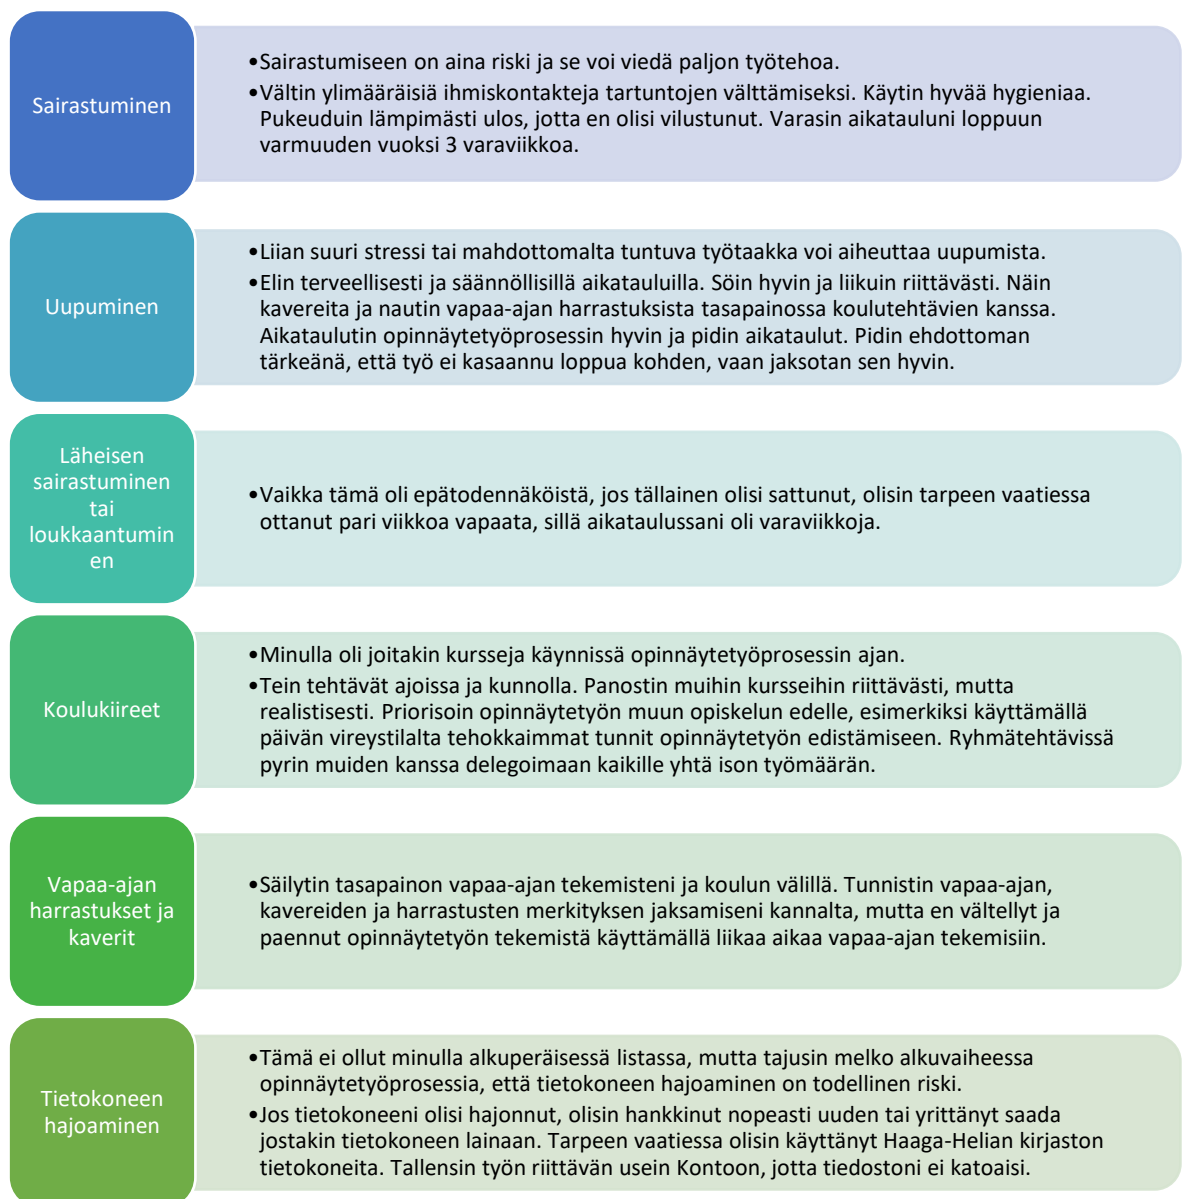 Sairastuminen
•Sairastumiseen on aina riski ja se voi viedä paljon työtehoa.
•Vältin ylimääräisiä ihmiskontakteja tartuntojen välttämiseksi. Käytin hyvää hygieniaa.
Pukeuduin lämpimästi ulos, jotta en olisi vilustunut. Varasin aikatauluni loppuun
varmuuden vuoksi 3 varaviikkoa.
Uupuminen
•Liian suuri stressi tai mahdottomalta tuntuva työtaakka voi aiheuttaa uupumista.
•Elin terveellisesti ja säännöllisillä aikatauluilla. Söin hyvin ja liikuin riittävästi. Näin
kavereita ja nautin vapaa-ajan harrastuksista tasapainossa koulutehtävien kanssa.
Aikataulutin opinnäytetyöprosessin hyvin ja pidin aikataulut. Pidin ehdottoman
tärkeänä, että työ ei kasaannu loppua kohden, vaan jaksotan sen hyvin.
Läheisen
sairastuminen
tai
loukkaantumin
en
•Vaikka tämä oli epätodennäköistä, jos tällainen olisi sattunut, olisin tarpeen vaatiessa
ottanut pari viikkoa vapaata, sillä aikataulussani oli varaviikkoja.
Koulukiireet
•Minulla oli joitakin kursseja käynnissä opinnäytetyöprosessin ajan.
•Tein tehtävät ajoissa ja kunnolla. Panostin muihin kursseihin riittävästi, mutta
realistisesti. Priorisoin opinnäytetyön muun opiskelun edelle, esimerkiksi käyttämällä
päivän vireystilalta tehokkaimmat tunnit opinnäytetyön edistämiseen. Ryhmätehtävissä
pyrin muiden kanssa delegoimaan kaikille yhtä ison työmäärän.
Vapaa-ajan
harrastukset ja
kaverit
•Säilytin tasapainon vapaa-ajan tekemisteni ja koulun välillä. Tunnistin vapaa-ajan,
kavereiden ja harrastusten merkityksen jaksamiseni kannalta, mutta en vältellyt ja
paennut opinnäytetyön tekemistä käyttämällä liikaa aikaa vapaa-ajan tekemisiin.
Tietokoneen
hajoaminen
•Tämä ei ollut minulla alkuperäisessä listassa, mutta tajusin melko alkuvaiheessa
opinnäytetyöprosessia, että tietokoneen hajoaminen on todellinen riski.
•Jos tietokoneeni olisi hajonnut, olisin hankkinut nopeasti uuden tai yrittänyt saada
jostakin tietokoneen lainaan. Tarpeen vaatiessa olisin käyttänyt Haaga-Helian kirjaston
tietokoneita. Tallensin työn riittävän usein Kontoon, jotta tiedostoni ei katoaisi.